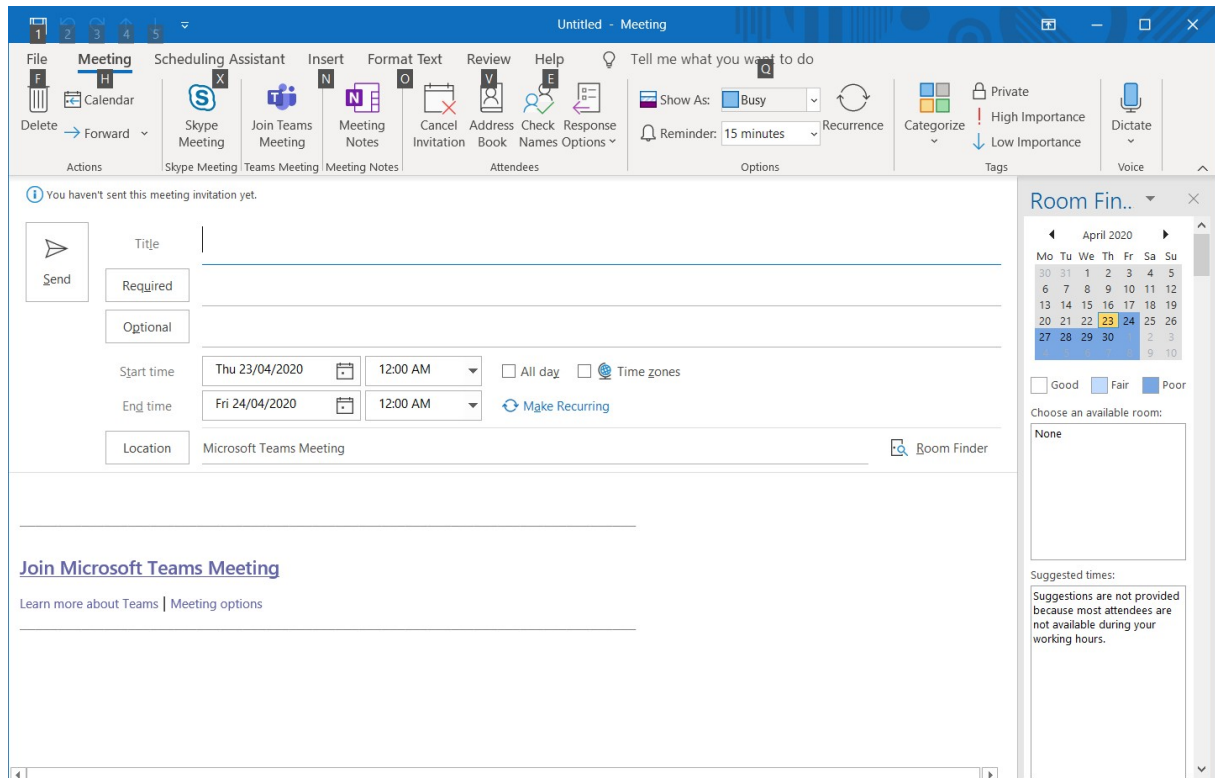 Untitled - Meeting
1 2 3 4 5
File Meeting Scheduling Assistant Insert Format Text Review Help Tell me what you want to do
F H X N O V E Q
Delete
Calendar
Forward
Actions
Skype Meeting
Skype Meeting
Join Teams Meeting
Teams Meeting
Meeting Notes
Meeting Notes
Cancel Invitation
Address Book
Check Names
Response Options
Attendees
Show As: Busy
Reminder: 15 minutes
Recurrence
Options
Categorize
Private
High Importance
Low Importance
Tags
Dictate
Voice
You haven't sent this meeting invitation yet.
Send
Title
Required
Optional
Start time Thu 23/04/2020 12:00 AM All day Time zones
End time Fri 24/04/2020 12:00 AM Make Recurring
Location Microsoft Teams Meeting Room Finder
Join Microsoft Teams Meeting
Learn more about Teams | Meeting options
Room Fin..
April 2020
Mo Tu We Th Fr Sa Su
30 31 1 2 3 4 5
6 7 8 9 10 11 12
13 14 15 16 17 18 19
20 21 22 23 24 25 26
27 28 29 30 1 2 3
4 5 6 7 8 9 10
Good Fair Poor
Choose an available room:
None
Suggested times:
Suggestions are not provided
because most attendees are
not available during your
working hours.